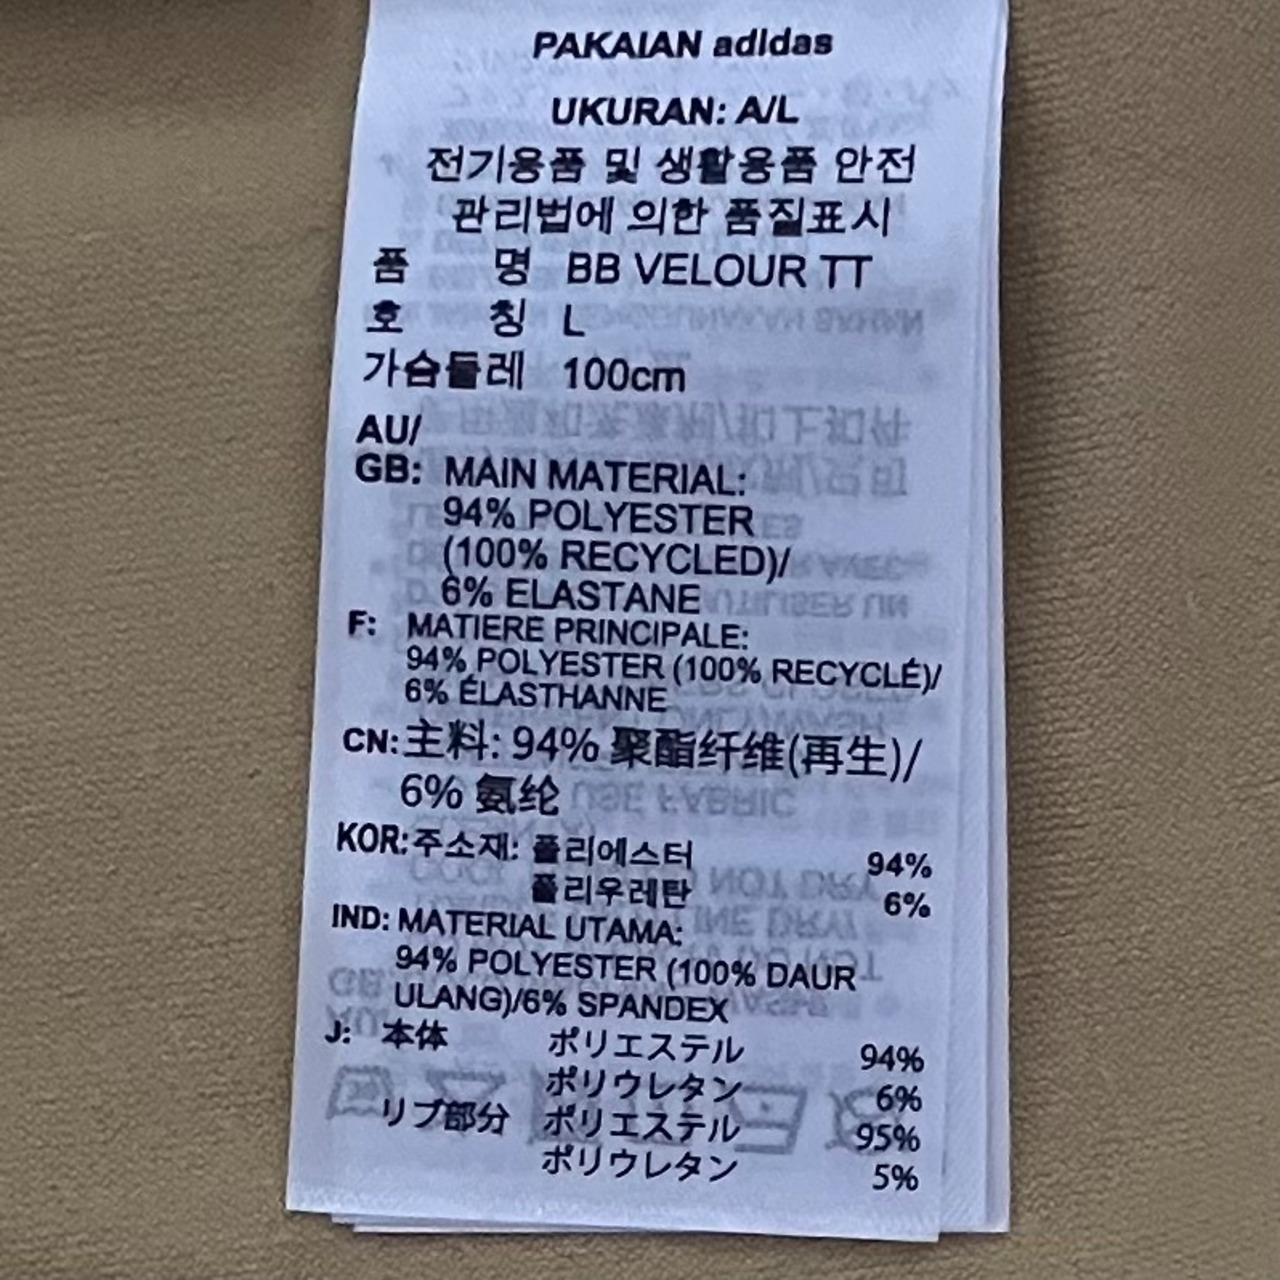 PAKAIAN adidas
UKURAN: A/L
전기용품 및 생활용품 안전
관리법에 의한 품질표시
품 명 BB VELOUR TT
호 칭 L
가슴둘레 100cm
AU/
GB: MAIN MATERIAL:
94% POLYESTER
(100% RECYCLED)/
6% ELASTANE
F: MATIERE PRINCIPALE:
94% POLYESTER (100% RECYCLÉ)/
6% ÉLASTHANNE
CN: 主料: 94% 聚酯纤维(再生)/
6% 氨纶
KOR: 주소재: 폴리에스터 94%
폴리우레탄 6%
IND: MATERIAL UTAMA:
94% POLYESTER (100% DAUR
ULANG)/6% SPANDEX
J: 本体 ポリエステル 94%
ポリウレタン 6%
リブ部分 ポリエステル 95%
ポリウレタン 5%